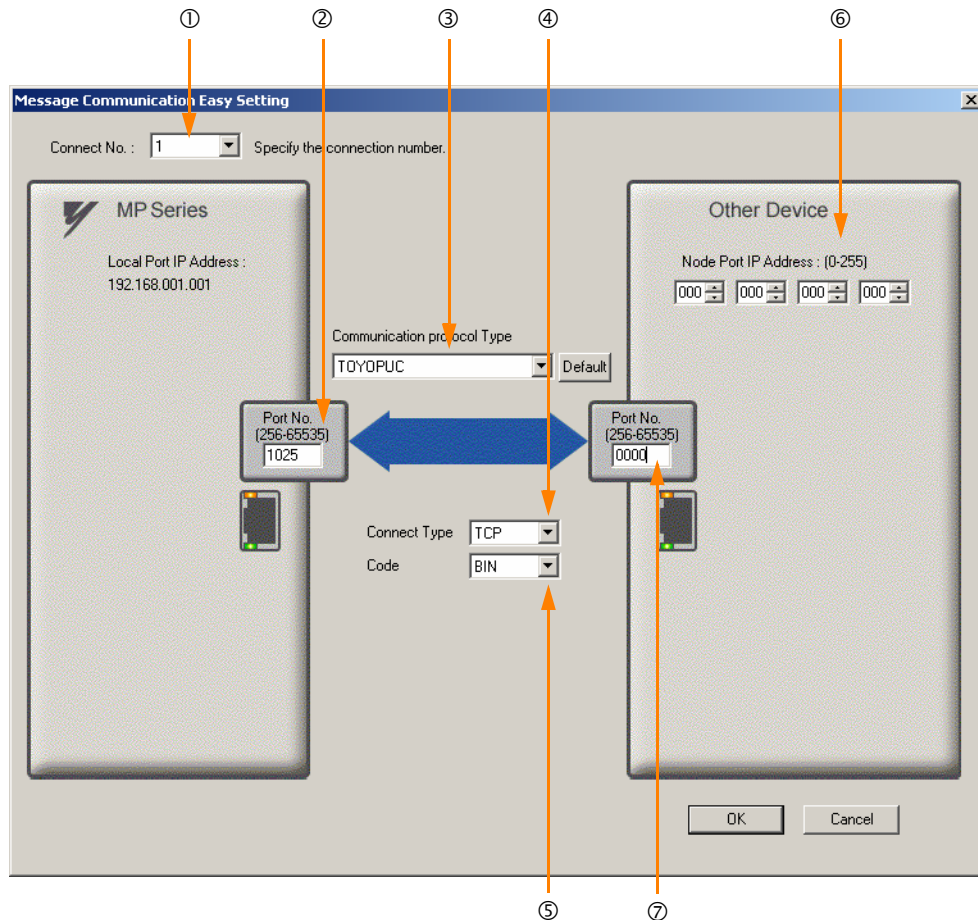 ① ② ③ ④ ⑥
Message Communication Easy Setting
Connect No. : 1 Specify the connection number.
MP Series
Local Port IP Address :
192.168.001.001
Other Device
Node Port IP Address : (0-255)
000 000 000 000
Communication protocol Type
TOYOPUC Default
Port No.
(256-65535)
1025
Port No.
(256-65535)
0000
Connect Type TCP
Code BIN
OK Cancel
⑤ ⑦